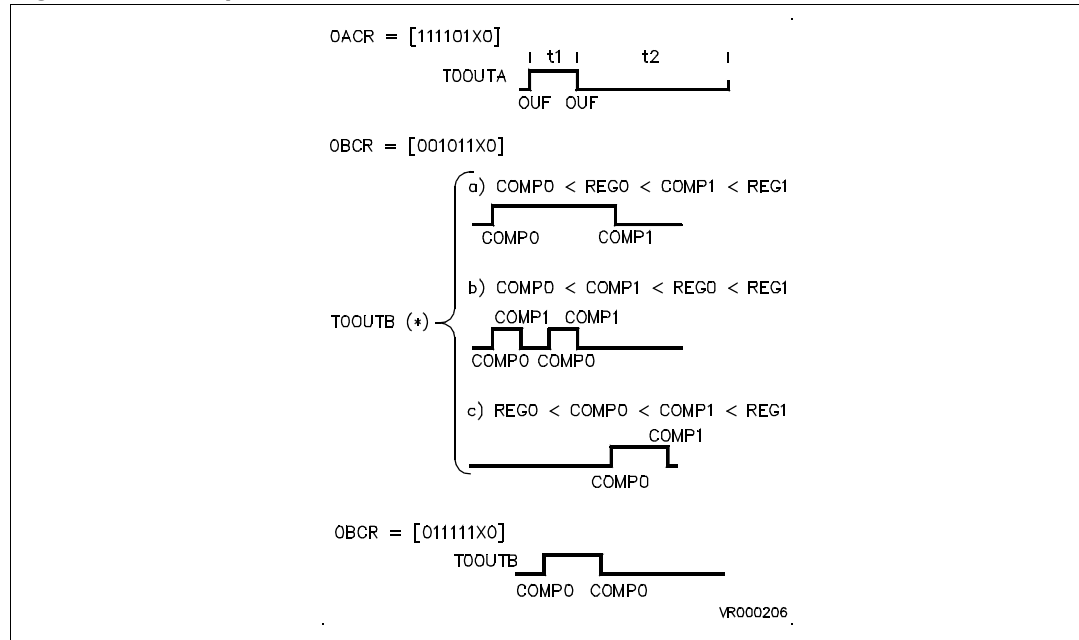 OACR = [111101X0]
t1 t2
T0OUTA
OUF OUF
OBCR = [001011X0]
a) COMP0 < REG0 < COMP1 < REG1
COMP0 COMP1
b) COMP0 < COMP1 < REG0 < REG1
T0OUTB (*)
COMP1 COMP1
COMP0 COMP0
c) REG0 < COMP0 < COMP1 < REG1
COMP1
COMP0
OBCR = [011111X0]
T0OUTB
COMP0 COMP0
VR000206